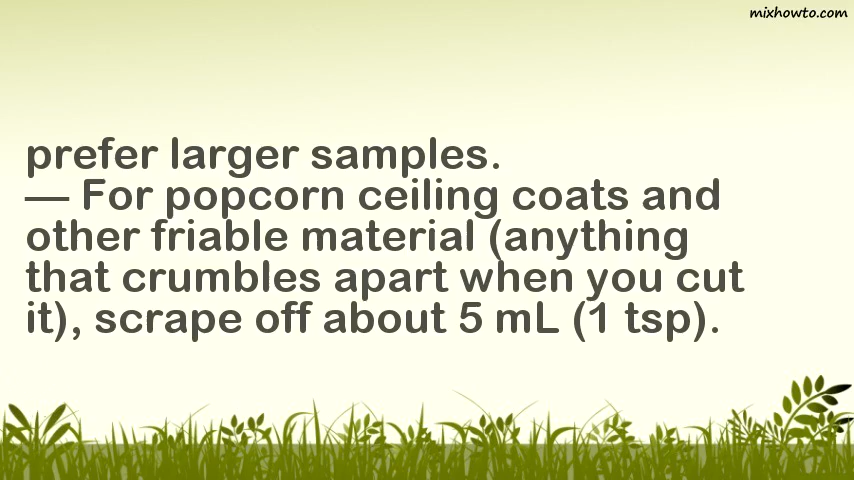 mixhowto.com
prefer larger samples.
— For popcorn ceiling coats and
other friable material (anything
that crumbles apart when you cut
it), scrape off about 5 mL (1 tsp).